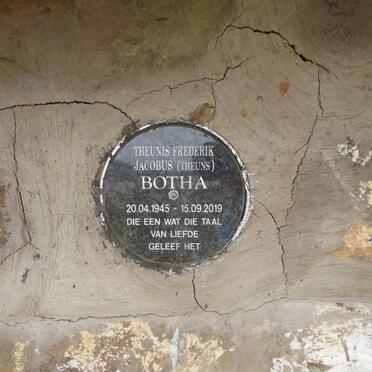 THEUNIS FREDERIK
JACOBUS (THEUNS)
BOTHA
20.04.1945 - 15.09.2019
DIE EEN WAT DIE TAAL
VAN LIEFDE
GELEEF HET